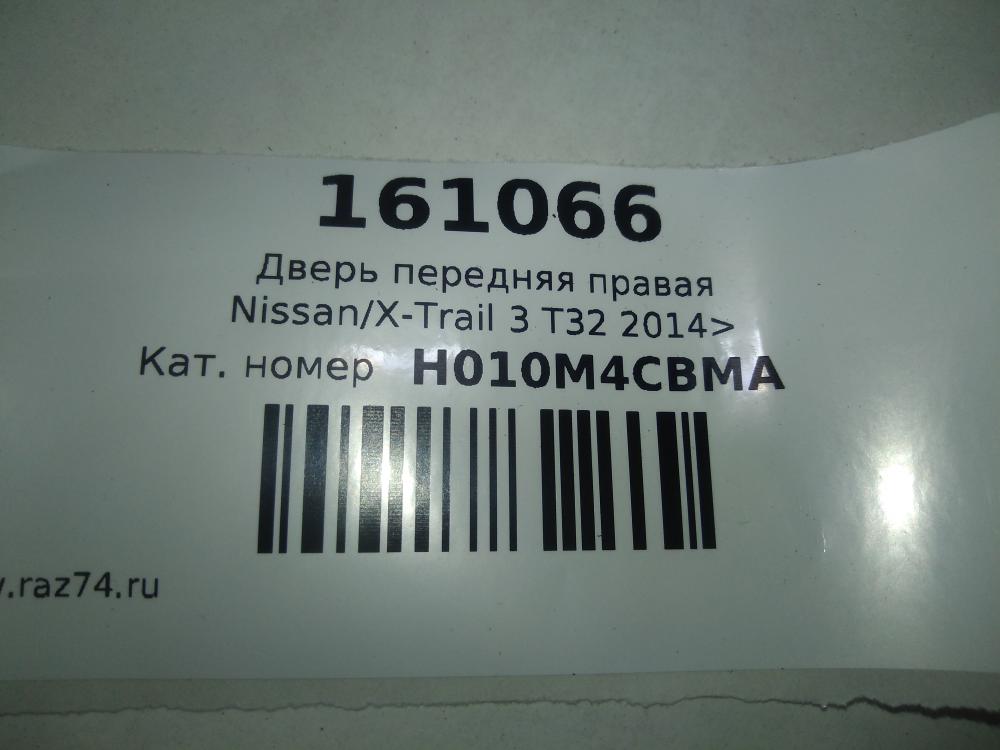 161066
Дверь передняя правая
Nissan/X-Trail 3 T32 2014>
Кат. номер H010M4CBMA
.raz74.ru